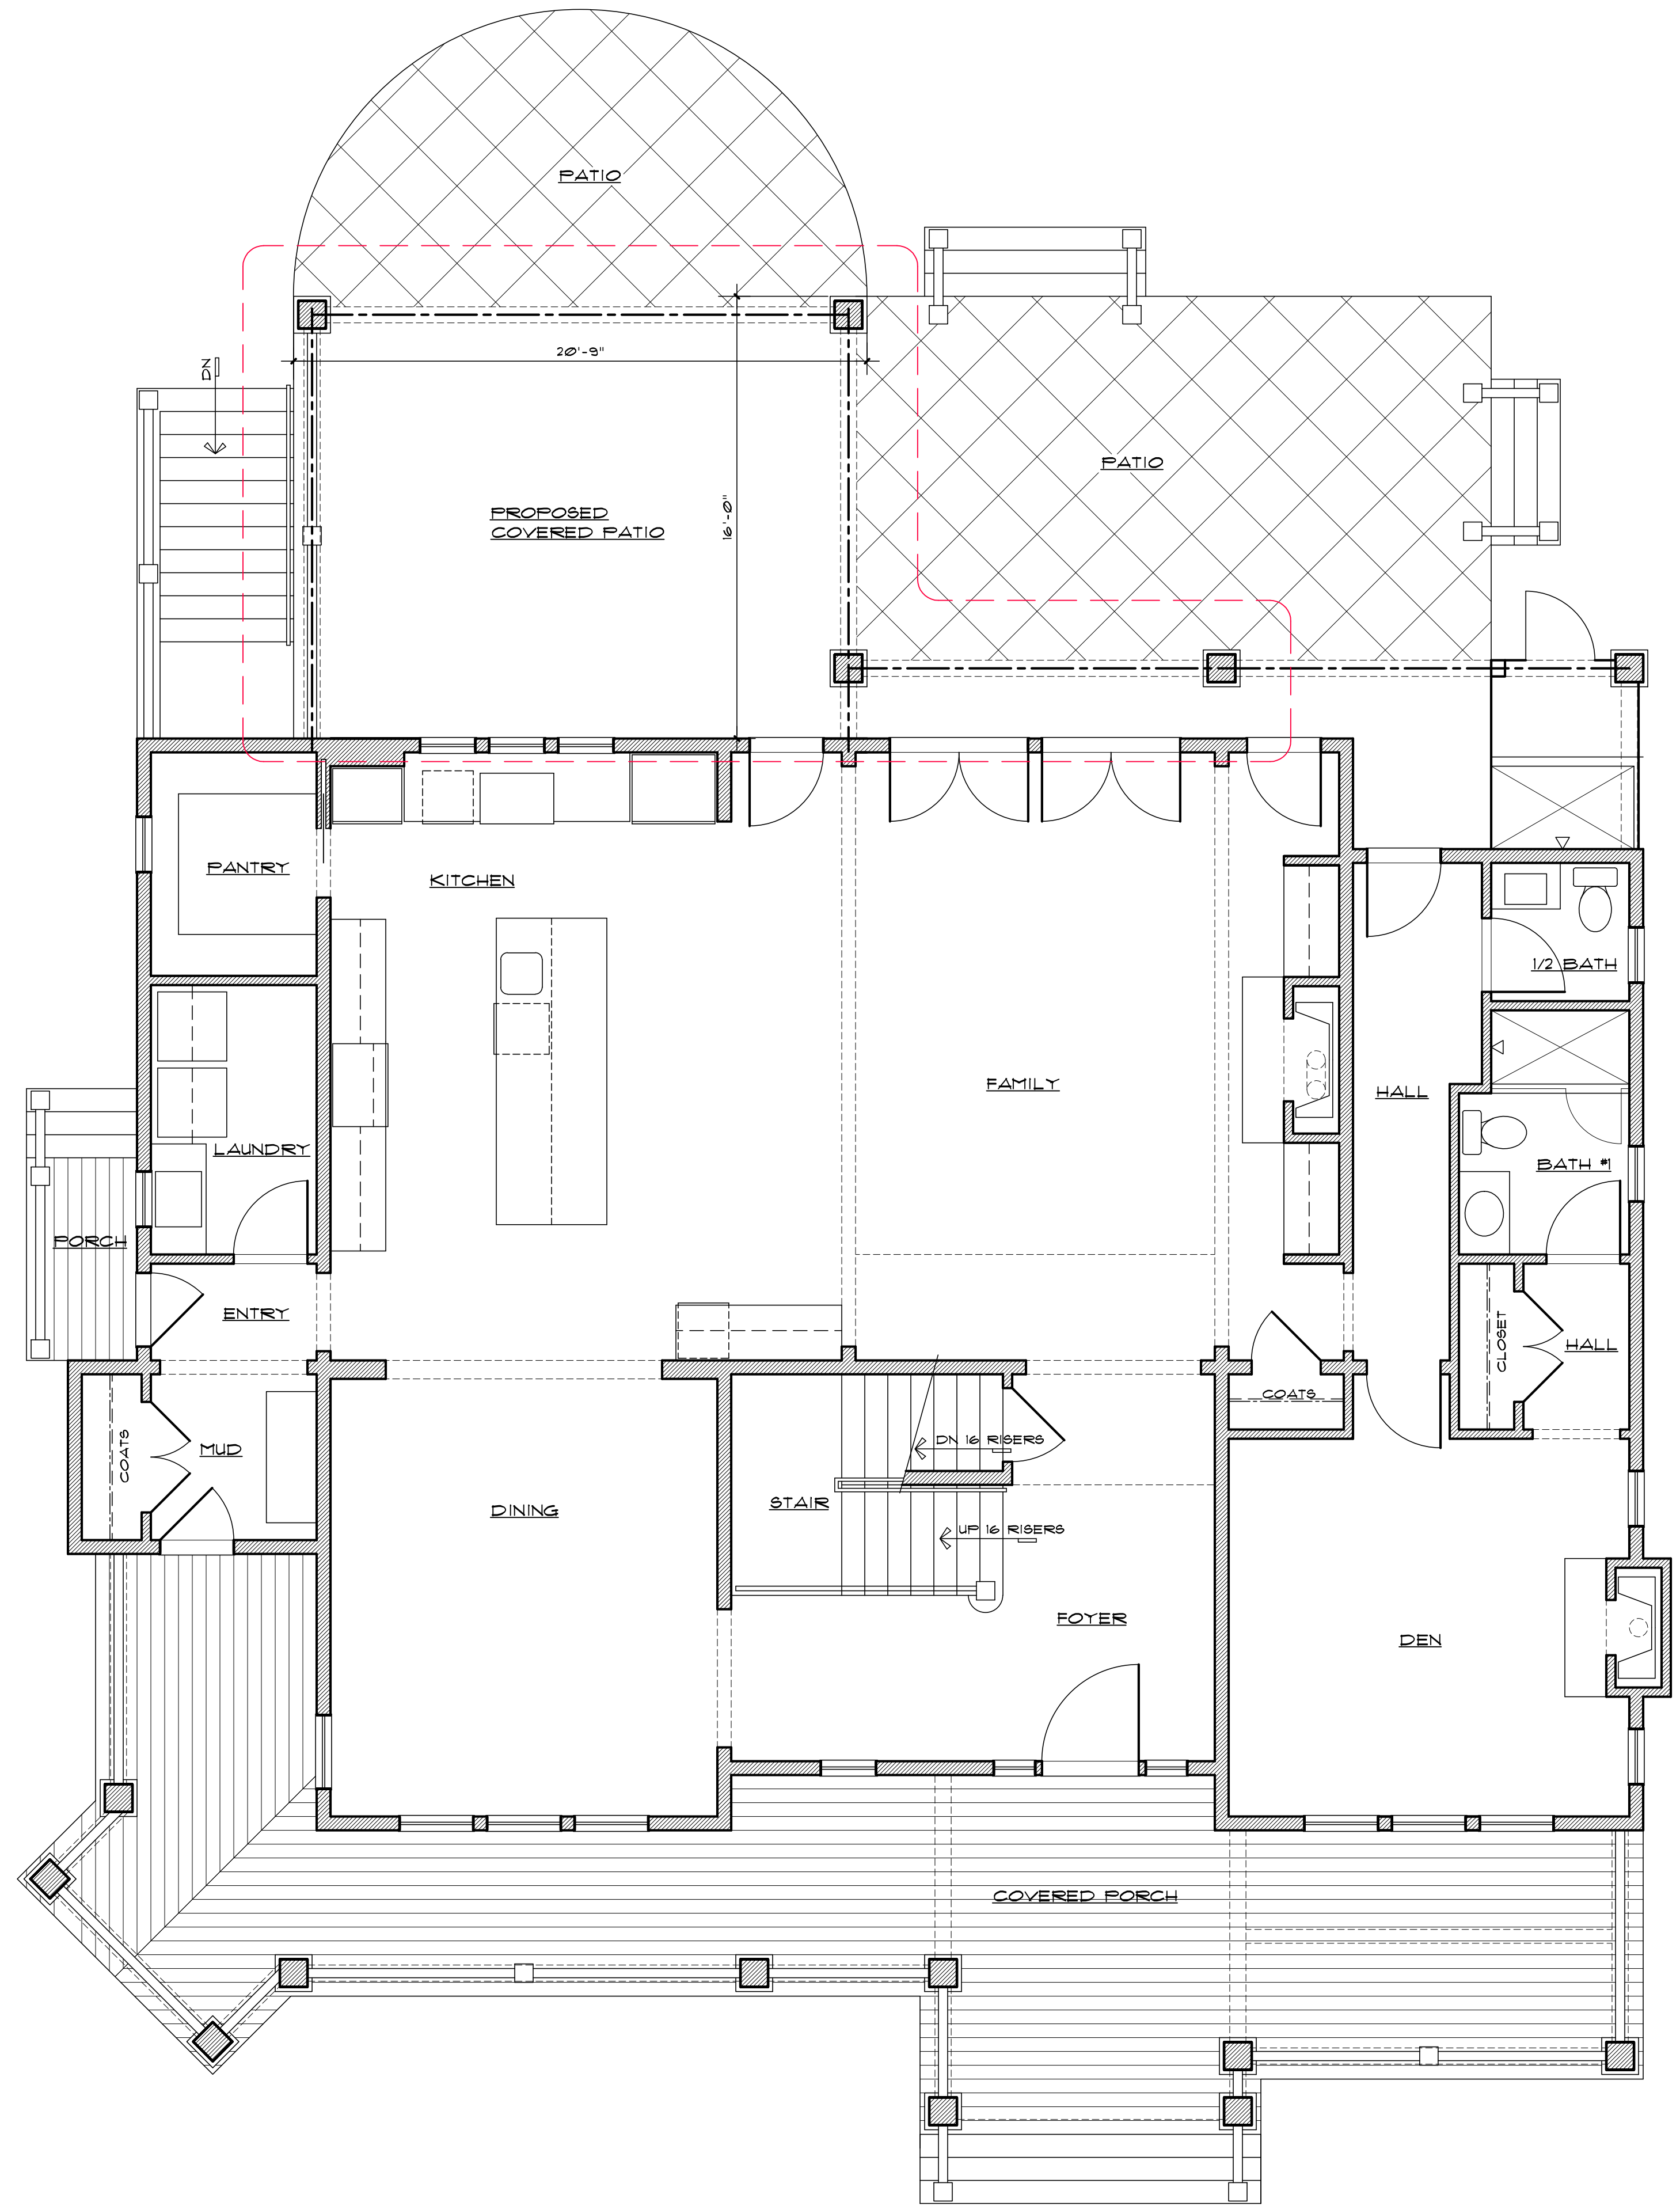 PATIO
20'-9"
DN
PATIO
16'-0"
PROPOSED
COVERED PATIO
PANTRY
KITCHEN
1/2 BATH
FAMILY
HALL
LAUNDRY
BATH #1
PORCH
ENTRY
CLOSET
HALL
COATS
COATS
MUD
DN 16 RISERS
STAIR
DINING
UP 16 RISERS
FOYER
DEN
COVERED PORCH